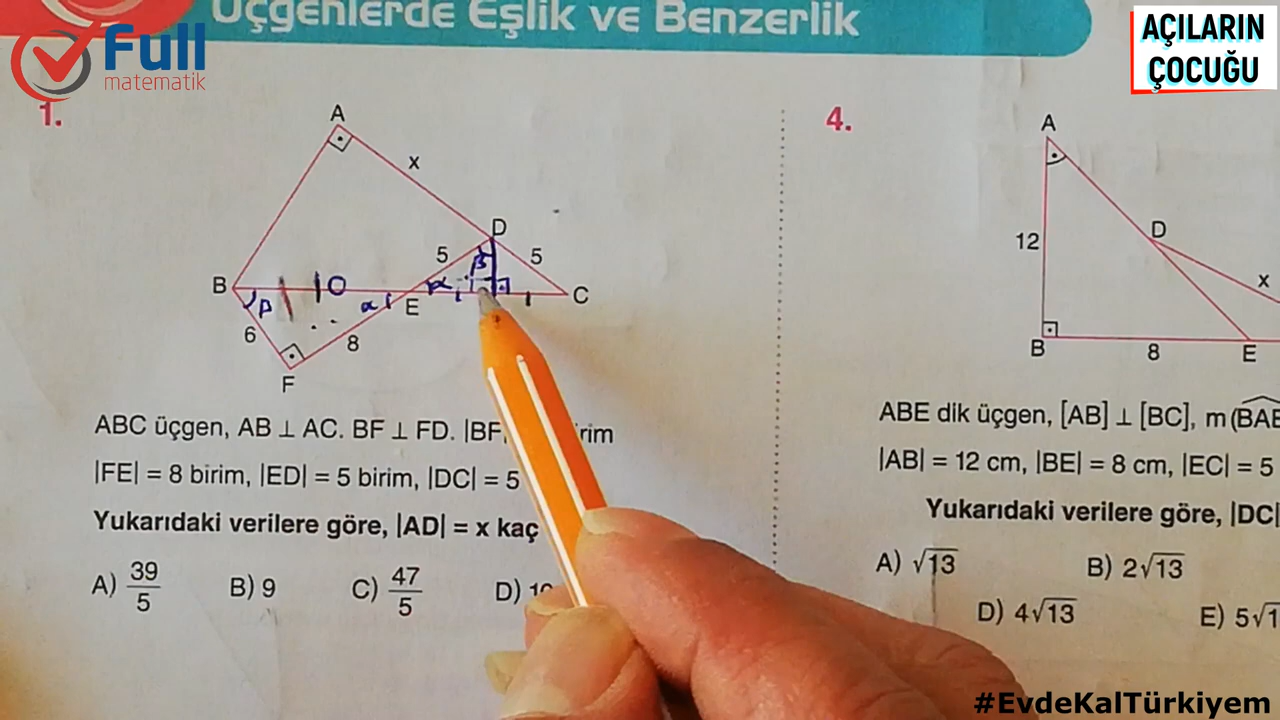 Üçgenlerde Eşlik ve Benzerlik
Full
matematik
AÇILARIN
ÇOCUĞU
1.
A
x
D
5
5
β
B
10
α
α
E
C
β
6
8
F
ABC üçgen, AB ⊥ AC. BF ⊥ FD. |BF
|FE| = 8 birim, |ED| = 5 birim, |DC| = 5
Yukarıdaki verilere göre, |AD| = x kaç
A) 39/5 B) 9 C) 47/5 D)
4.
A
12
D
x
B
8
E
ABE dik üçgen, [AB] ⊥ [BC], m(BAE
|AB| = 12 cm, |BE| = 8 cm, |EC| = 5
Yukarıdaki verilere göre, |DC|
A) √13 B) 2√13
D) 4√13 E) 5√1
#EvdeKalTürkiyem